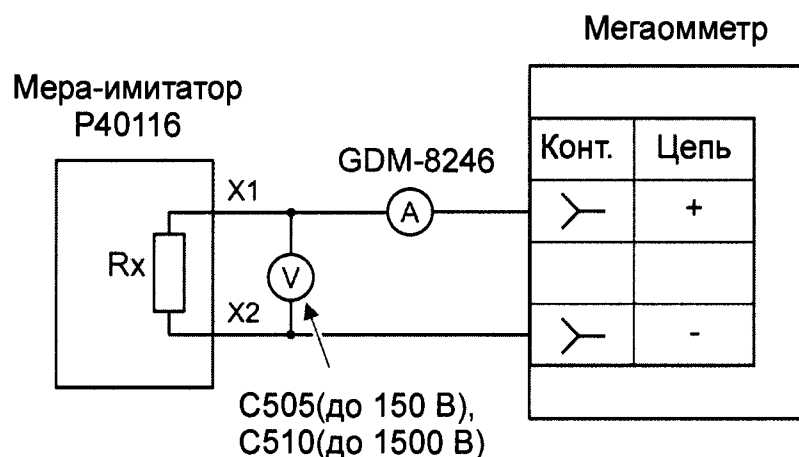 Мегаомметр
Мера-имитатор
Р40116
GDM-8246
Конт.
Цепь
X1
A
+
Rx
V
X2
-
С505(до 150 В),
С510(до 1500 В)